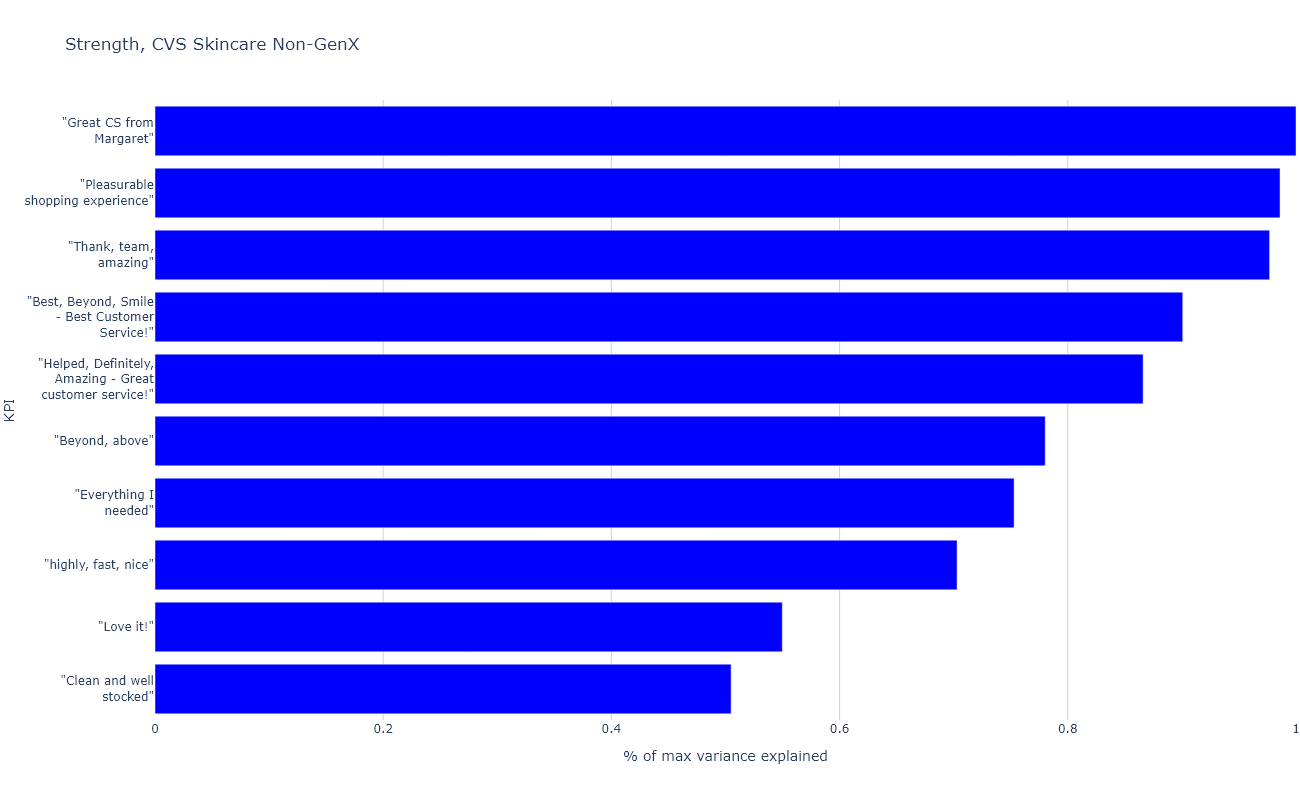 Strength, CVS Skincare Non-GenX
"Great CS from
Margaret"
"Pleasurable
shopping experience"
"Thank, team,
amazing"
"Best, Beyond, Smile
- Best Customer
Service!"
"Helped, Definitely,
Amazing - Great
customer service!"
KPI
"Beyond, above"
"Everything I
needed"
"highly, fast, nice"
"Love it!"
"Clean and well
stocked"
0 0.2 0.4 0.6 0.8 1
% of max variance explained